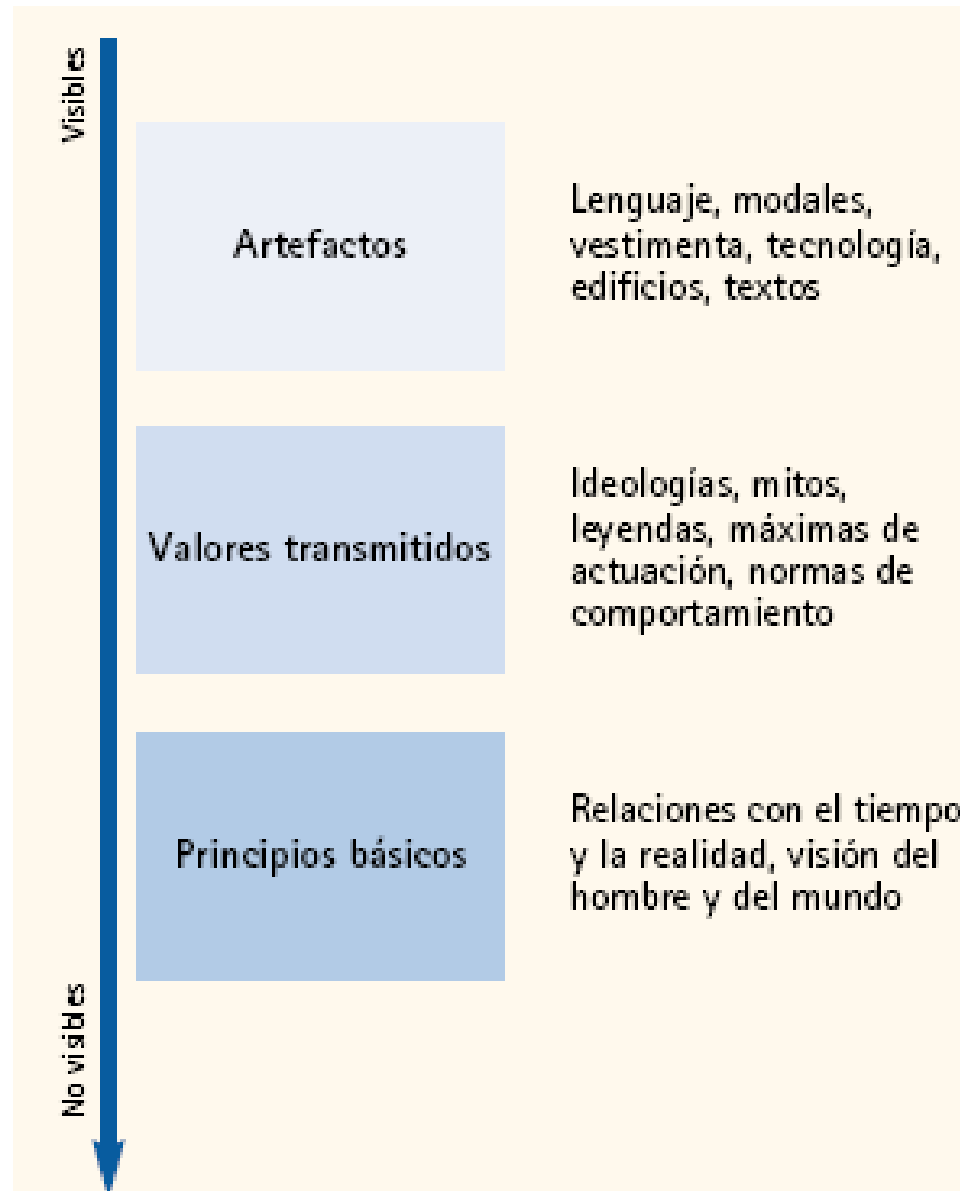 Visibles
Artefactos
Lenguaje, modales,
vestimenta, tecnología,
edificios, textos
Valores transmitidos
Ideologías, mitos,
leyendas, máximas de
actuación, normas de
comportamiento
Principios básicos
Relaciones con el tiempo
y la realidad, visión del
hombre y del mundo
No visibles